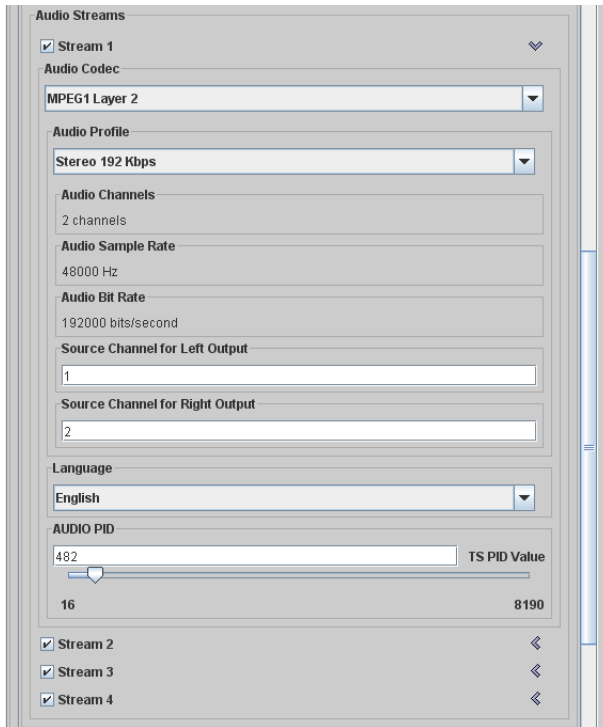 Audio Streams
Stream 1
Audio Codec
MPEG1 Layer 2
Audio Profile
Stereo 192 Kbps
Audio Channels
2 channels
Audio Sample Rate
48000 Hz
Audio Bit Rate
192000 bits/second
Source Channel for Left Output
1
Source Channel for Right Output
2
Language
English
AUDIO PID
482 TS PID Value
16 8190
Stream 2
Stream 3
Stream 4